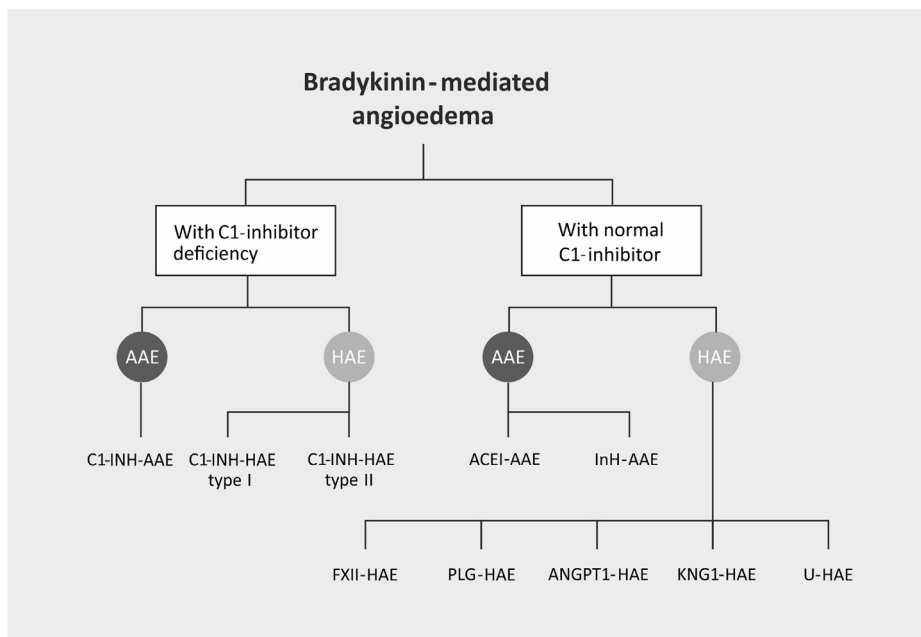 Bradykinin-mediated
angioedema
With C1-inhibitor
deficiency
With normal
C1-inhibitor
AAE
HAE
AAE
HAE
C1-INH-AAE
C1-INH-HAE
type I
C1-INH-HAE
type II
ACEI-AAE
InH-AAE
FXII-HAE
PLG-HAE
ANGPT1-HAE
KNG1-HAE
U-HAE